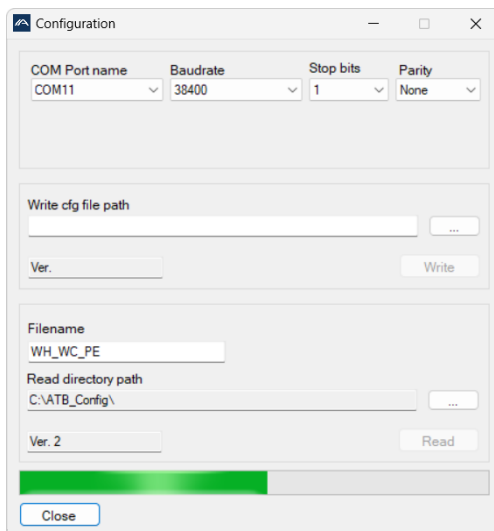 Configuration
COM Port name Baudrate Stop bits Parity
COM11 38400 1 None
Write cfg file path
...
Ver. Write
Filename
WH_WC_PE
Read directory path
C:\ATB_Config\ ...
Ver. 2 Read
Close